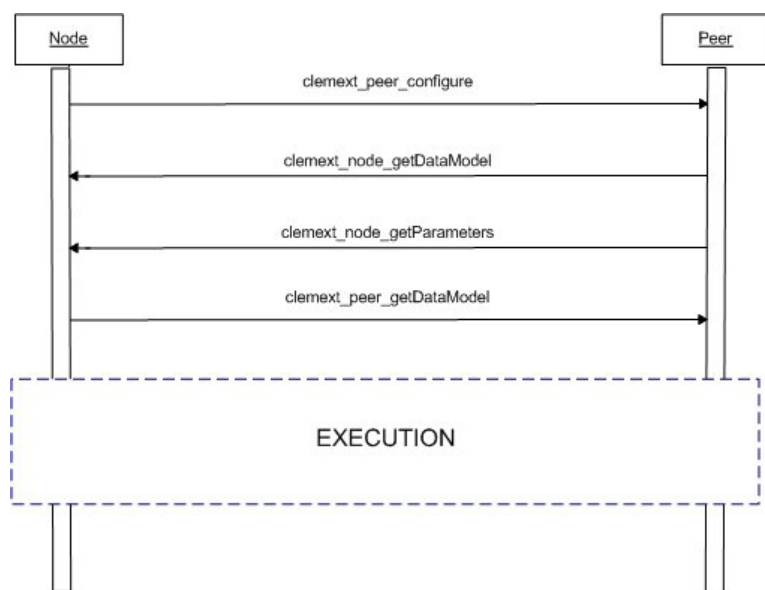 Node
Peer
clemext_peer_configure
clemext_node_getDataModel
clemext_node_getParameters
clemext_peer_getDataModel
EXECUTION